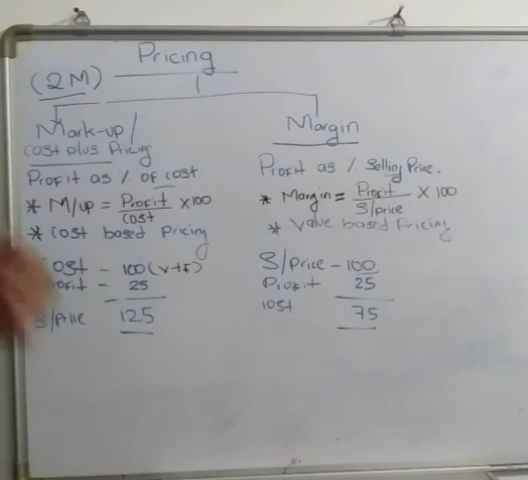 Pricing
(2M)
Mark-up/
Cost plus Pricing
Profit as % of cost
* M/up = Profit/Cost x100
* Cost based Pricing
Cost - 100 (v+f)
Profit - 25
S/Price 125
Margin
Profit as % Selling Price.
* Margin = Profit/S/price x 100
* Value based Pricing
S/Price - 100
Profit 25
Cost 75